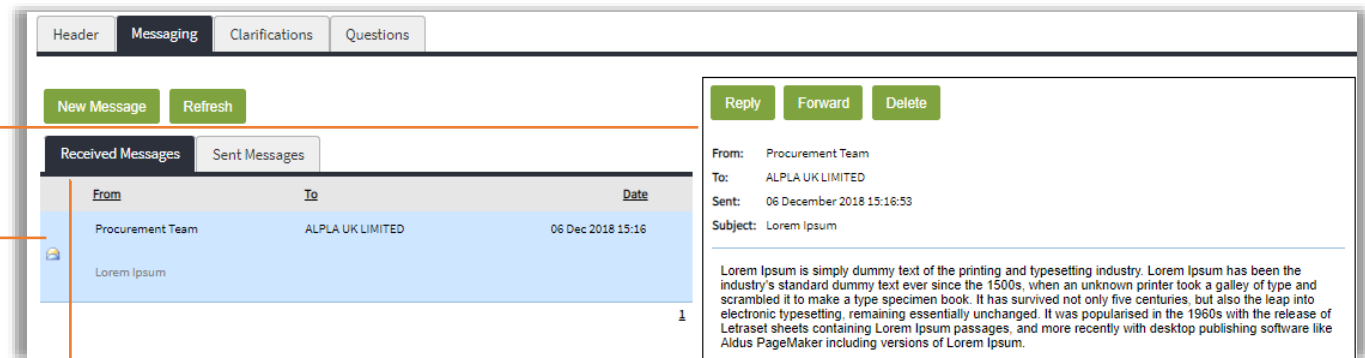 Header Messaging Clarifications Questions
New Message Refresh
Received Messages Sent Messages
From To Date
Procurement Team ALPLA UK LIMITED 06 Dec 2018 15:16
Lorem Ipsum
1
Reply Forward Delete
From: Procurement Team
To: ALPLA UK LIMITED
Sent: 06 December 2018 15:16:53
Subject: Lorem Ipsum
Lorem Ipsum is simply dummy text of the printing and typesetting industry. Lorem Ipsum has been the
industry's standard dummy text ever since the 1500s, when an unknown printer took a galley of type and
scrambled it to make a type specimen book. It has survived not only five centuries, but also the leap into
electronic typesetting, remaining essentially unchanged. It was popularised in the 1960s with the release of
Letraset sheets containing Lorem Ipsum passages, and more recently with desktop publishing software like
Aldus PageMaker including versions of Lorem Ipsum.